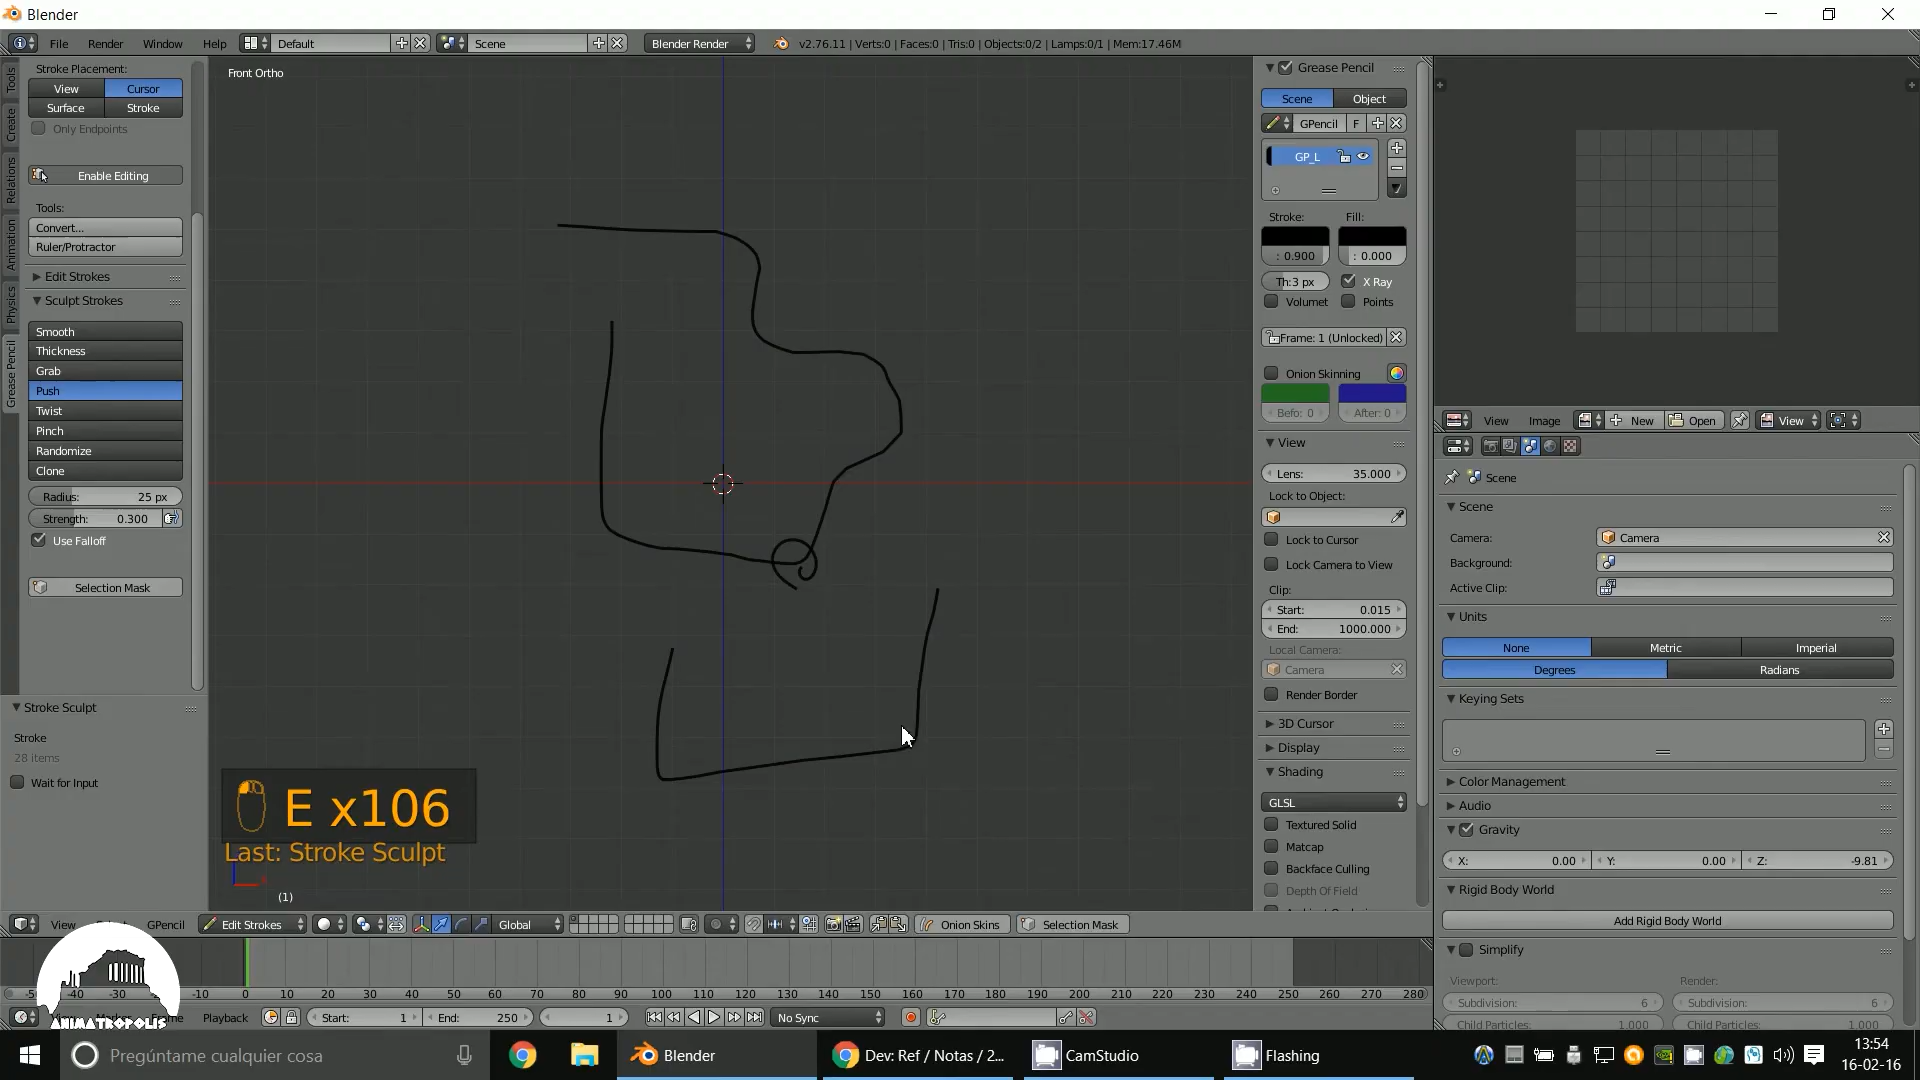 Blender
File Render Window Help Default Scene Blender Render v2.76.11 | Verts:0 | Faces:0 | Tris:0 | Objects:0/2 | Lamps:0/1 | Mem:17.46M
Tools
Create
Relations
Animation
Physics
Grease Pencil
Stroke Placement:
View Cursor
Surface Stroke
Only Endpoints
Enable Editing
Tools:
Convert...
Ruler/Protractor
Edit Strokes
Sculpt Strokes
Smooth
Thickness
Grab
Push
Twist
Pinch
Randomize
Clone
Radius: 25 px
Strength: 0.300
Use Falloff
Selection Mask
Stroke Sculpt
Stroke
28 items
Wait for Input
Front Ortho
E x106
Last: Stroke Sculpt
(1)
Grease Pencil
Scene Object
GPencil F
GP_L
Stroke: Fill:
: 0.900 : 0.000
Th:3 px X Ray
Volumet Points
Frame: 1 (Unlocked)
Onion Skinning
Befo: 0 After: 0
View
Lens: 35.000
Lock to Object:
Lock to Cursor
Lock Camera to View
Clip:
Start: 0.015
End: 1000.000
Local Camera:
Camera
Render Border
3D Cursor
Display
Shading
GLSL
Textured Solid
Matcap
Backface Culling
Depth Of Field
View Image New Open View
Scene
Scene
Camera: Camera
Background:
Active Clip:
Units
None Metric Imperial
Degrees Radians
Keying Sets
Color Management
Audio
Gravity
X: 0.00 Y: 0.00 Z: -9.81
Rigid Body World
Add Rigid Body World
Simplify
Viewport: Render:
Subdivision: 6 Subdivision: 6
Child Particles: 1.000 Child Particles: 1.000
View GPencil Edit Strokes Global Onion Skins Selection Mask
-40 -30 -20 -10 0 10 20 30 40 50 60 70 80 90 100 110 120 130 140 150 160 170 180 190 200 210 220 230 240 250 260 270 280
Frame Playback Start: 1 End: 250 1 No Sync
ANIMATROPOLIS
Pregúntame cualquier cosa Blender Dev: Ref / Notas / 2... CamStudio Flashing
13:54
16-02-16